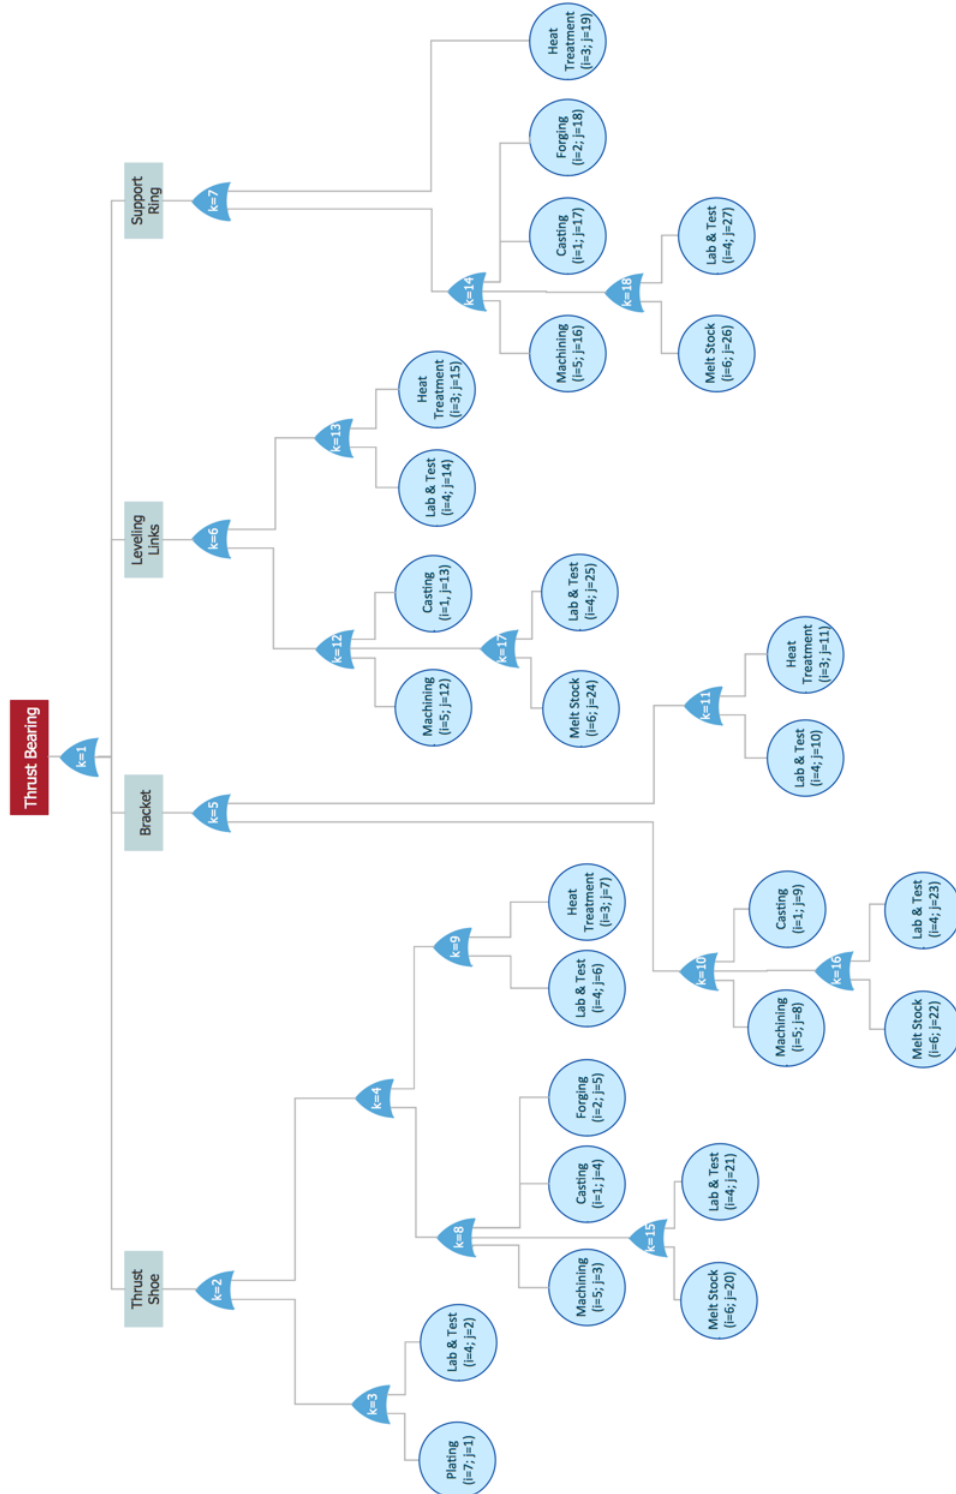 Thrust Bearing
k=1
Thrust
Shoe
Bracket
Leveling
Links
Support
Ring
k=2
k=5
k=6
k=7
k=3
k=4
k=12
k=13
k=14
Plating
(i=7; j=1)
Lab & Test
(i=4; j=2)
k=8
k=9
Machining
(i=5; j=12)
Casting
(i=1, j=13)
Lab & Test
(i=4; j=14)
Heat
Treatment
(i=3; j=15)
Machining
(i=5; j=16)
Casting
(i=1; j=17)
Forging
(i=2; j=18)
Heat
Treatment
(i=3; j=19)
Machining
(i=5; j=3)
Casting
(i=1; j=4)
Forging
(i=2; j=5)
Lab & Test
(i=4; j=6)
Heat
Treatment
(i=3; j=7)
k=17
k=18
Melt Stock
(i=6; j=24)
Lab & Test
(i=4; j=25)
k=15
k=10
k=11
Melt Stock
(i=6; j=26)
Lab & Test
(i=4; j=27)
Melt Stock
(i=6; j=20)
Lab & Test
(i=4; j=21)
Machining
(i=5; j=8)
Casting
(i=1; j=9)
Lab & Test
(i=4; j=10)
Heat
Treatment
(i=3; j=11)
k=16
Melt Stock
(i=6; j=22)
Lab & Test
(i=4; j=23)